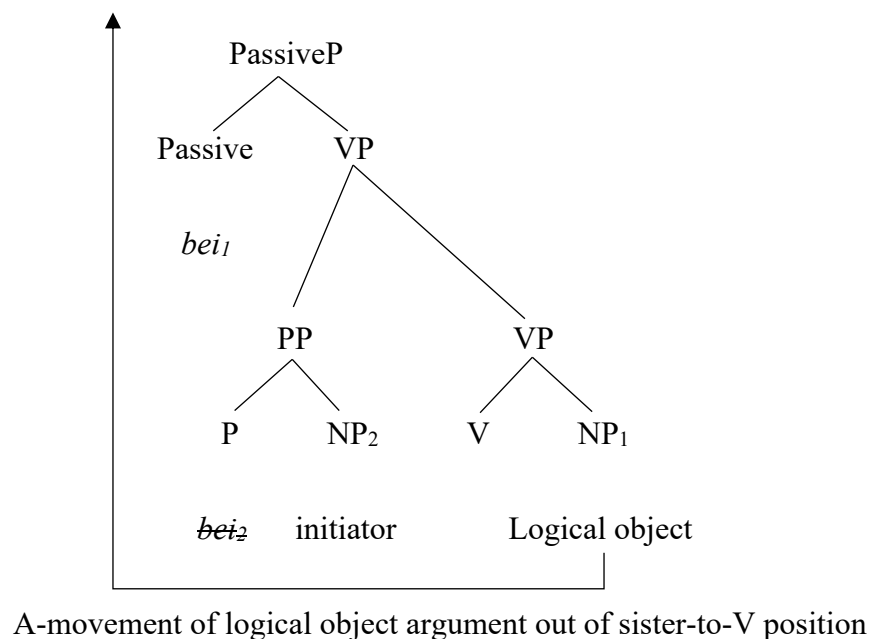 PassiveP
Passive VP
bei₁
PP VP
P NP₂ V NP₁
bei₂ initiator Logical object
A-movement of logical object argument out of sister-to-V position